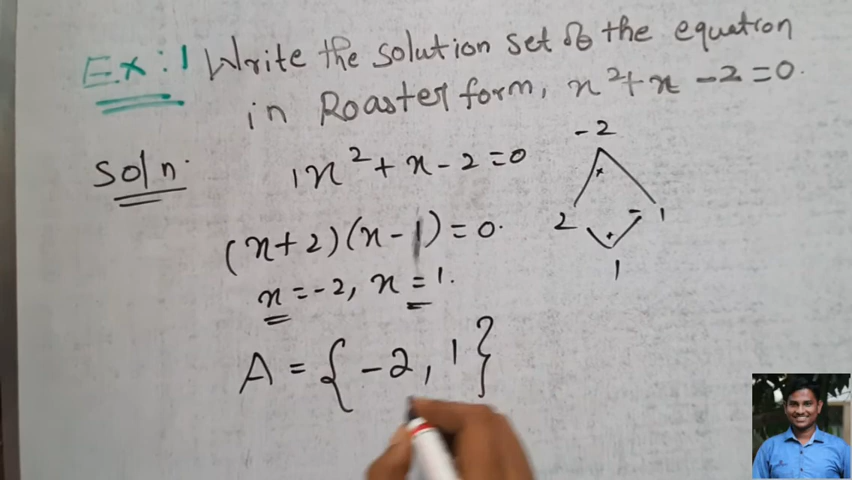 Ex:1 Write the solution set of the equation
in Roaster form, x²+x-2=0.
Soln.
1x²+x-2=0
(x+2)(x-1)=0.
x=-2, x=1.
A={-2,1}
-2
×
2 -1
+
1